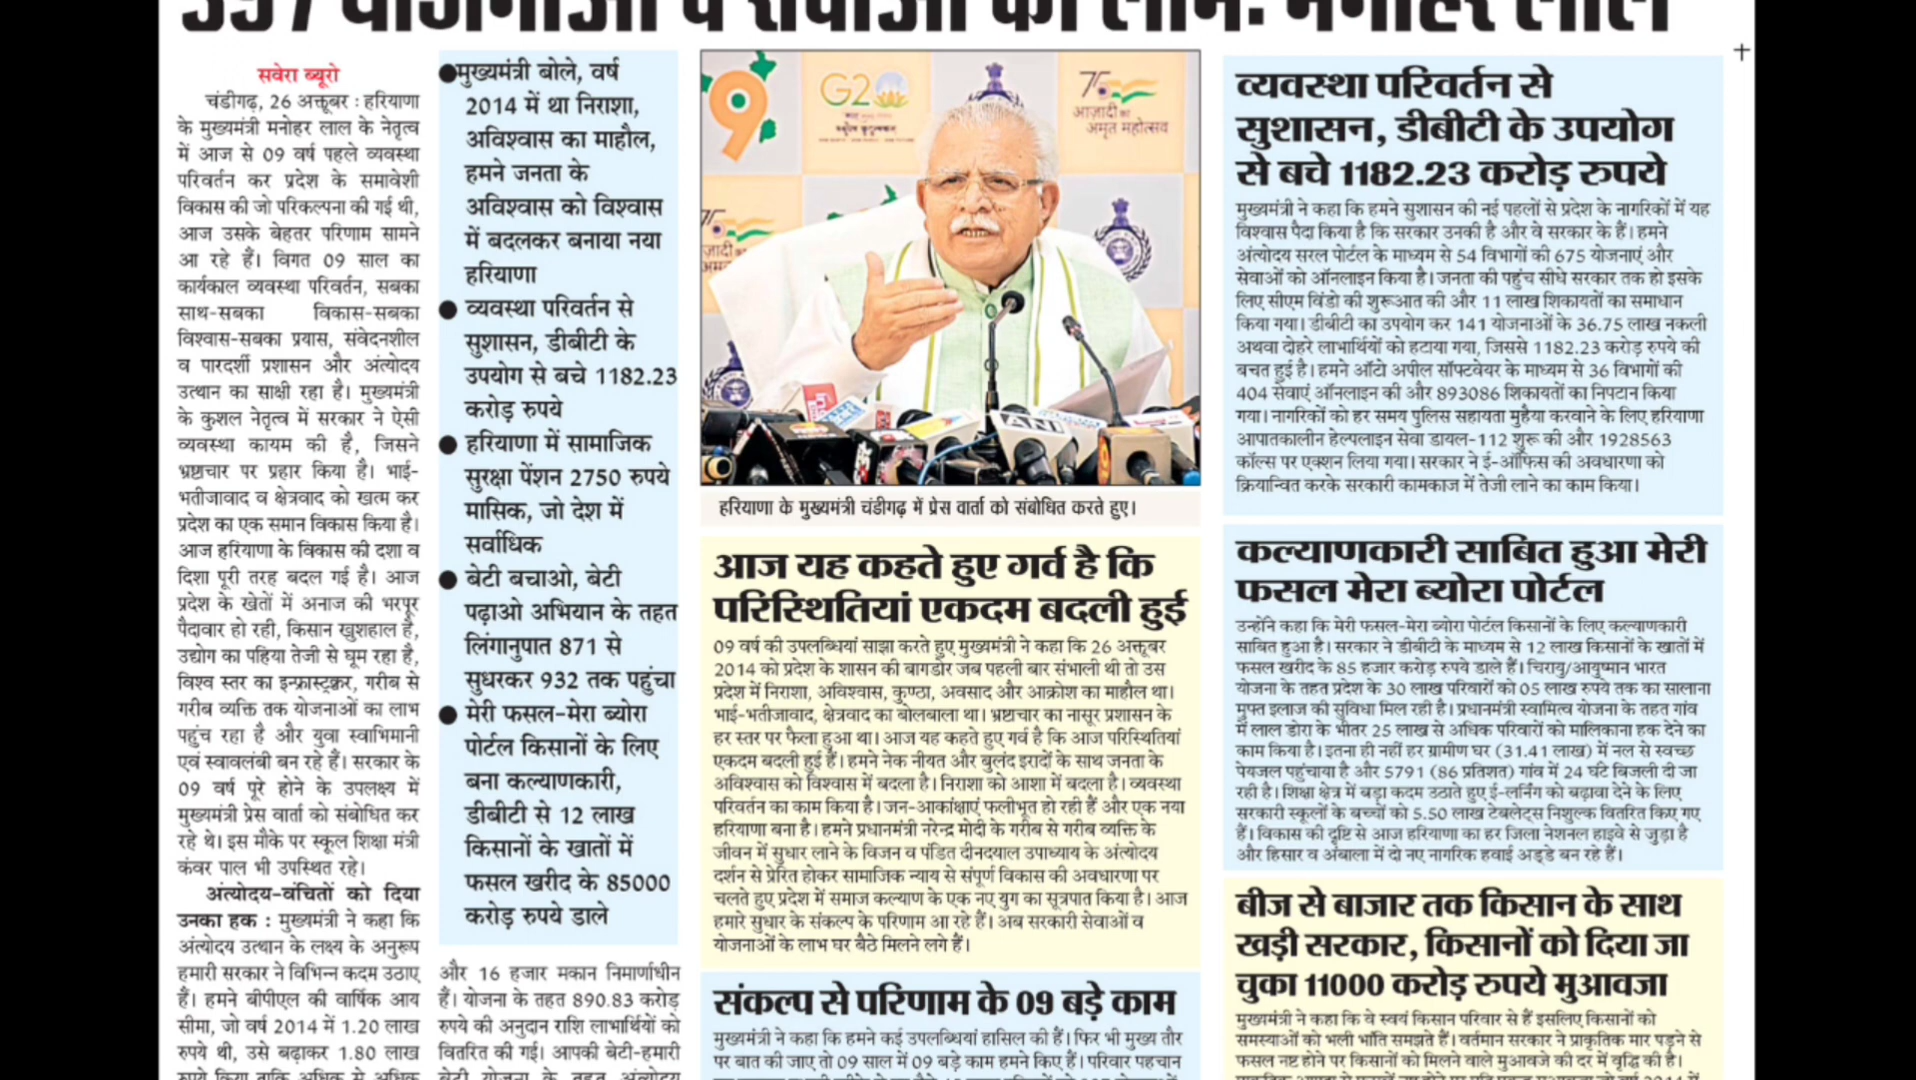 397 योजनाओं व सेवाओं का लाभ: मनोहर लाल
सवेरा ब्यूरो
चंडीगढ़, 26 अक्तूबर : हरियाणा
के मुख्यमंत्री मनोहर लाल के नेतृत्व
में आज से 09 वर्ष पहले व्यवस्था
परिवर्तन कर प्रदेश के समावेशी
विकास की जो परिकल्पना की गई थी,
आज उसके बेहतर परिणाम सामने
आ रहे हैं। विगत 09 साल का
कार्यकाल व्यवस्था परिवर्तन, सबका
साथ-सबका विकास-सबका
विश्वास-सबका प्रयास, संवेदनशील
व पारदर्शी प्रशासन और अंत्योदय
उत्थान का साक्षी रहा है। मुख्यमंत्री
के कुशल नेतृत्व में सरकार ने ऐसी
व्यवस्था कायम की है, जिसने
भ्रष्टाचार पर प्रहार किया है। भाई-
भतीजावाद व क्षेत्रवाद को खत्म कर
प्रदेश का एक समान विकास किया है।
आज हरियाणा के विकास की दशा व
दिशा पूरी तरह बदल गई है। आज
प्रदेश के खेतों में अनाज की भरपूर
पैदावार हो रही, किसान खुशहाल है,
उद्योग का पहिया तेजी से घूम रहा है,
विश्व स्तर का इन्फ्रास्ट्रक्चर, गरीब से
गरीब व्यक्ति तक योजनाओं का लाभ
पहुंच रहा है और युवा स्वाभिमानी
एवं स्वावलंबी बन रहे हैं। सरकार के
09 वर्ष पूरे होने के उपलक्ष्य में
मुख्यमंत्री प्रेस वार्ता को संबोधित कर
रहे थे। इस मौके पर स्कूल शिक्षा मंत्री
कंवर पाल भी उपस्थित रहे।
अंत्योदय-वंचितों को दिया
उनका हक : मुख्यमंत्री ने कहा कि
अंत्योदय उत्थान के लक्ष्य के अनुरूप
हमारी सरकार ने विभिन्न कदम उठाए
हैं। हमने बीपीएल की वार्षिक आय
सीमा, जो वर्ष 2014 में 1.20 लाख
रुपये थी, उसे बढ़ाकर 1.80 लाख
रुपये किया ताकि अधिक से अधिक
●मुख्यमंत्री बोले, वर्ष
2014 में था निराशा,
अविश्वास का माहौल,
हमने जनता के
अविश्वास को विश्वास
में बदलकर बनाया नया
हरियाणा
● व्यवस्था परिवर्तन से
सुशासन, डीबीटी के
उपयोग से बचे 1182.23
करोड़ रुपये
● हरियाणा में सामाजिक
सुरक्षा पेंशन 2750 रुपये
मासिक, जो देश में
सर्वाधिक
● बेटी बचाओ, बेटी
पढ़ाओ अभियान के तहत
लिंगानुपात 871 से
सुधरकर 932 तक पहुंचा
● मेरी फसल-मेरा ब्योरा
पोर्टल किसानों के लिए
बना कल्याणकारी,
डीबीटी से 12 लाख
किसानों के खातों में
फसल खरीद के 85000
करोड़ रुपये डाले
और 16 हजार मकान निमार्णाधीन
हैं। योजना के तहत 890.83 करोड़
रुपये की अनुदान राशि लाभार्थियों को
वितरित की गई। आपकी बेटी-हमारी
बेटी योजना के तहत अंत्योदय
9
G20
75
आज़ादी का
अमृत महोत्सव
ANI
हरियाणा के मुख्यमंत्री चंडीगढ़ में प्रेस वार्ता को संबोधित करते हुए।
आज यह कहते हुए गर्व है कि
परिस्थितियां एकदम बदली हुई
09 वर्ष की उपलब्धियां साझा करते हुए मुख्यमंत्री ने कहा कि 26 अक्तूबर
2014 को प्रदेश के शासन की बागडोर जब पहली बार संभाली थी तो उस
प्रदेश में निराशा, अविश्वास, कुण्ठा, अवसाद और आक्रोश का माहौल था।
भाई-भतीजावाद, क्षेत्रवाद का बोलबाला था। भ्रष्टाचार का नासूर प्रशासन के
हर स्तर पर फैला हुआ था। आज यह कहते हुए गर्व है कि आज परिस्थितियां
एकदम बदली हुई हैं। हमने नेक नीयत और बुलंद इरादों के साथ जनता के
अविश्वास को विश्वास में बदला है। निराशा को आशा में बदला है। व्यवस्था
परिवर्तन का काम किया है। जन-आकांक्षाएं फलीभूत हो रही हैं और एक नया
हरियाणा बना है। हमने प्रधानमंत्री नरेन्द्र मोदी के गरीब से गरीब व्यक्ति के
जीवन में सुधार लाने के विजन व पंडित दीनदयाल उपाध्याय के अंत्योदय
दर्शन से प्रेरित होकर सामाजिक न्याय से संपूर्ण विकास की अवधारणा पर
चलते हुए प्रदेश में समाज कल्याण के एक नए युग का सूत्रपात किया है। आज
हमारे सुधार के संकल्प के परिणाम आ रहे हैं। अब सरकारी सेवाओं व
योजनाओं के लाभ घर बैठे मिलने लगे हैं।
संकल्प से परिणाम के 09 बड़े काम
मुख्यमंत्री ने कहा कि हमने कई उपलब्धियां हासिल की हैं। फिर भी मुख्य तौर
पर बात की जाए तो 09 साल में 09 बड़े काम हमने किए हैं। परिवार पहचान
व्यवस्था परिवर्तन से
सुशासन, डीबीटी के उपयोग
से बचे 1182.23 करोड़ रुपये
मुख्यमंत्री ने कहा कि हमने सुशासन की नई पहलों से प्रदेश के नागरिकों में यह
विश्वास पैदा किया है कि सरकार उनकी है और वे सरकार के हैं। हमने
अंत्योदय सरल पोर्टल के माध्यम से 54 विभागों की 675 योजनाएं और
सेवाओं को ऑनलाइन किया है। जनता की पहुंच सीधे सरकार तक हो इसके
लिए सीएम विंडो की शुरूआत की और 11 लाख शिकायतों का समाधान
किया गया। डीबीटी का उपयोग कर 141 योजनाओं के 36.75 लाख नकली
अथवा दोहरे लाभार्थियों को हटाया गया, जिससे 1182.23 करोड़ रुपये की
बचत हुई है। हमने ऑटो अपील सॉफ्टवेयर के माध्यम से 36 विभागों की
404 सेवाएं ऑनलाइन की और 893086 शिकायतों का निपटान किया
गया। नागरिकों को हर समय पुलिस सहायता मुहैया करवाने के लिए हरियाणा
आपातकालीन हेल्पलाइन सेवा डायल-112 शुरू की और 1928563
कॉल्स पर एक्शन लिया गया। सरकार ने ई-ऑफिस की अवधारणा को
क्रियान्वित करके सरकारी कामकाज में तेजी लाने का काम किया।
कल्याणकारी साबित हुआ मेरी
फसल मेरा ब्योरा पोर्टल
उन्होंने कहा कि मेरी फसल-मेरा ब्योरा पोर्टल किसानों के लिए कल्याणकारी
साबित हुआ है। सरकार ने डीबीटी के माध्यम से 12 लाख किसानों के खातों में
फसल खरीद के 85 हजार करोड़ रुपये डाले हैं। चिरायु/आयुष्मान भारत
योजना के तहत प्रदेश के 30 लाख परिवारों को 05 लाख रुपये तक का सालाना
मुफ्त इलाज की सुविधा मिल रही है। प्रधानमंत्री स्वामित्व योजना के तहत गांव
में लाल डोरा के भीतर 25 लाख से अधिक परिवारों को मालिकाना हक देने का
काम किया है। इतना ही नहीं हर ग्रामीण घर (31.41 लाख) में नल से स्वच्छ
पेयजल पहुंचाया है और 5791 (86 प्रतिशत) गांव में 24 घंटे बिजली दी जा
रही है। शिक्षा क्षेत्र में बड़ा कदम उठाते हुए ई-लर्निंग को बढ़ावा देने के लिए
सरकारी स्कूलों के बच्चों को 5.50 लाख टेबलेट्स निशुल्क वितरित किए गए
हैं। विकास की दृष्टि से आज हरियाणा का हर जिला नेशनल हाइवे से जुड़ा है
और हिसार व अंबाला में दो नए नागरिक हवाई अड्डे बन रहे हैं।
बीज से बाजार तक किसान के साथ
खड़ी सरकार, किसानों को दिया जा
चुका 11000 करोड़ रुपये मुआवजा
मुख्यमंत्री ने कहा कि वे स्वयं किसान परिवार से हैं इसलिए किसानों को
समस्याओं को भली भांति समझते हैं। वर्तमान सरकार ने प्राकृतिक मार पड़ने से
फसल नष्ट होने पर किसानों को मिलने वाले मुआवजे की दर में वृद्धि की है।